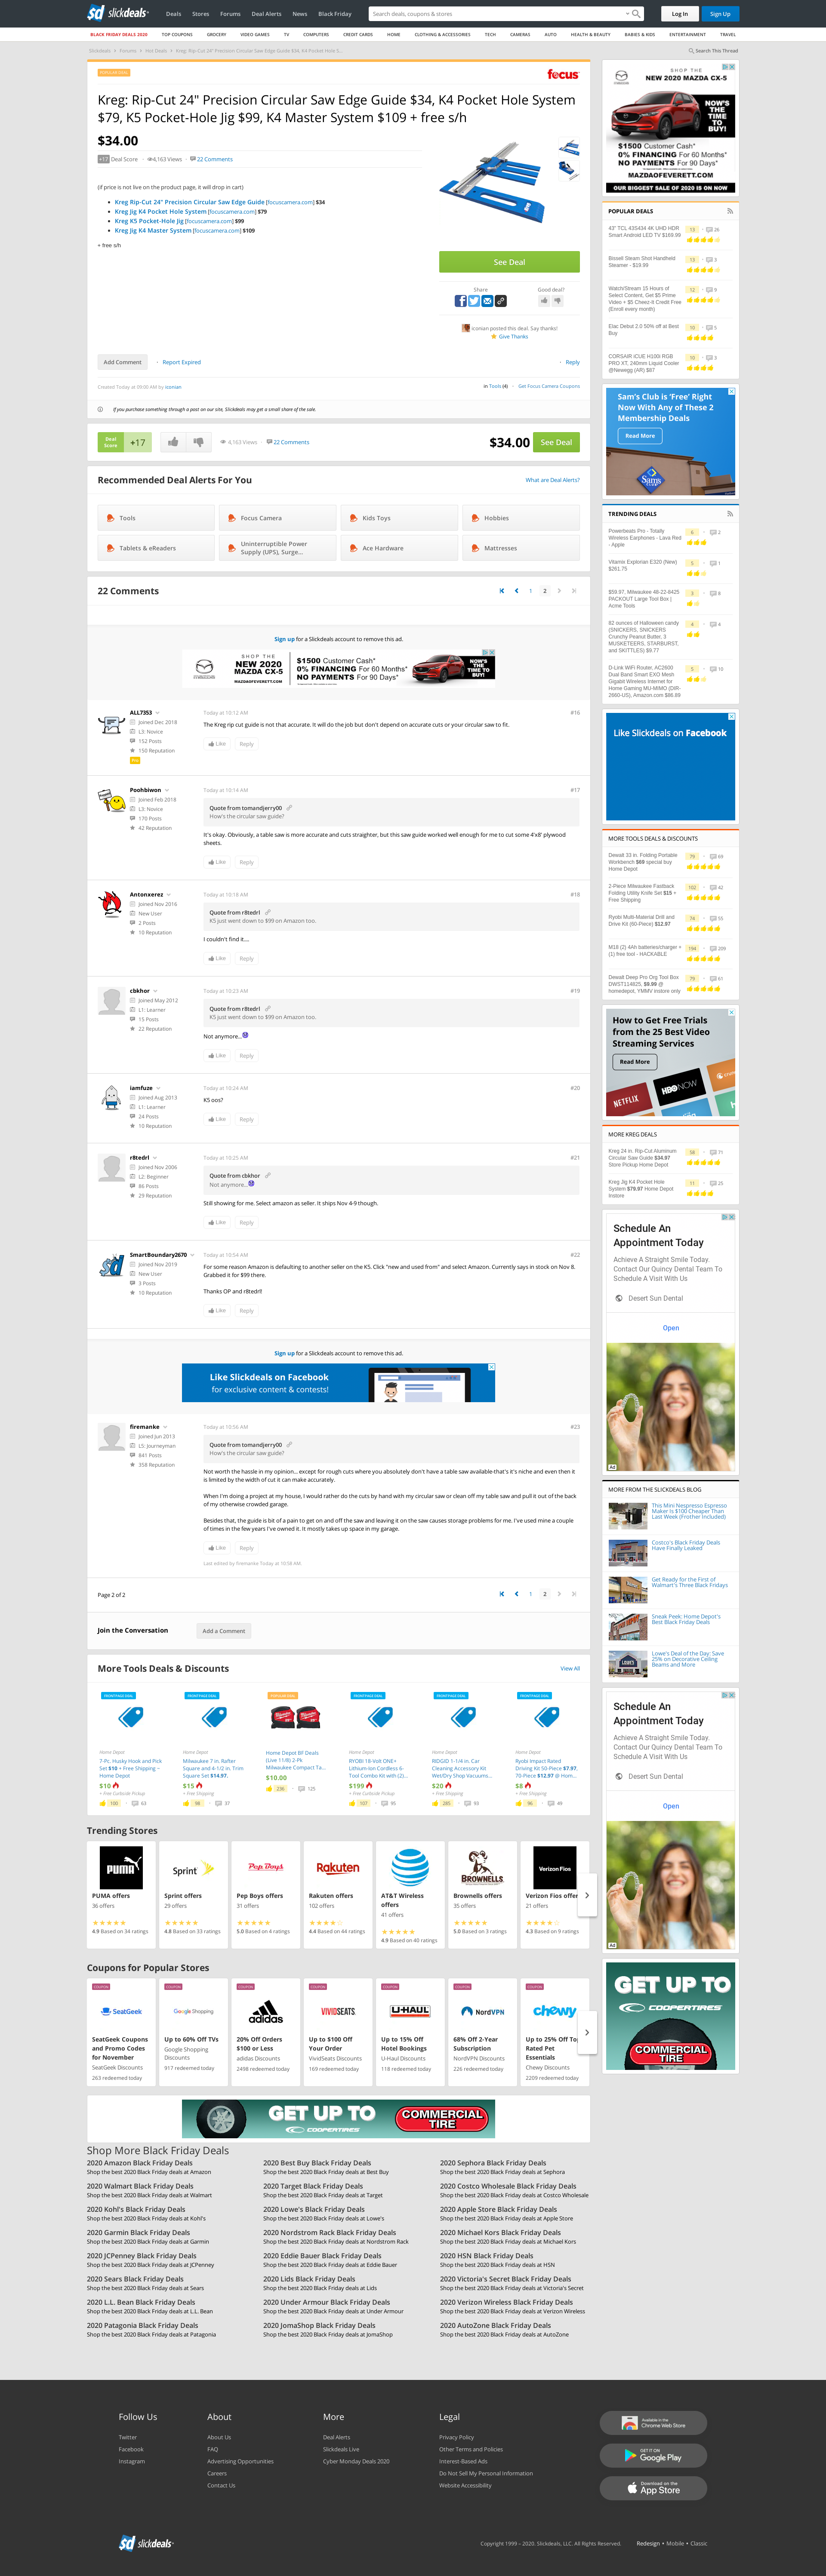 slickdeals
Deals Stores Forums Deal Alerts News Black Friday
Search deals, coupons & stores
Log In Sign Up
BLACK FRIDAY DEALS 2020 TOP COUPONS GROCERY VIDEO GAMES TV COMPUTERS CREDIT CARDS HOME CLOTHING & ACCESSORIES TECH CAMERAS AUTO HEALTH & BEAUTY BABIES & KIDS ENTERTAINMENT TRAVEL
Slickdeals Forums Hot Deals Kreg: Rip-Cut 24" Precision Circular Saw Edge Guide $34, K4 Pocket Hole S...
Search This Thread
focus
Kreg: Rip-Cut 24" Precision Circular Saw Edge Guide $34, K4 Pocket Hole System
$79, K5 Pocket-Hole Jig $99, K4 Master System $109 + free s/h
$34.00
+17 Deal Score 4,163 Views 22 Comments
(if price is not live on the product page, it will drop in cart)
Kreg Rip-Cut 24" Precision Circular Saw Edge Guide [focuscamera.com] $34
Kreg Jig K4 Pocket Hole System [focuscamera.com] $79
Kreg K5 Pocket-Hole Jig [focuscamera.com] $99
Kreg Jig K4 Master System [focuscamera.com] $109
+ free s/h
See Deal
Share Good deal?
iconian posted this deal. Say thanks!
Give Thanks
Add Comment Report Expired Reply
Created Today at 09:00 AM by iconian
in Tools (4) Get Focus Camera Coupons
If you purchase something through a post on our site, Slickdeals may get a small share of the sale.
Deal
Score
+17
4,163 Views 22 Comments
$34.00 See Deal
Recommended Deal Alerts For You
What are Deal Alerts?
Tools Focus Camera Kids Toys Hobbies
Tablets & eReaders Uninterruptible Power
Supply (UPS), Surge... Ace Hardware Mattresses
22 Comments
1 2
Sign up for a Slickdeals account to remove this ad.
SHOP THE
NEW 2020
MAZDA CX-5
$1500 Customer Cash*
0% Financing For 60 Months
No Payments For 90 Days
NOW'S
THE TIME
TO BUY!
MAZDAOFEVERETT.COM
ALL7353
Joined Dec 2018
L3: Novice
152 Posts
150 Reputation
Pro
Today at 10:12 AM #16
The Kreg rip cut guide is not that accurate. It will do the job but don't depend on accurate cuts or your circular saw to fit.
Like Reply
Poohbiwon
Joined Feb 2018
L3: Novice
170 Posts
42 Reputation
Today at 10:14 AM #17
Quote from tomandjerry00
How's the circular saw guide?
It's okay. Obviously, a table saw is more accurate and cuts straighter, but this saw guide worked well enough for me to cut some 4'x8' plywood
sheets.
Like Reply
Antonxerez
Joined Nov 2016
New User
2 Posts
10 Reputation
Today at 10:18 AM #18
Quote from r8tedrl
K5 just went down to $99 on Amazon too.
I couldn't find it....
Like Reply
cbkhor
Joined May 2012
L1: Learner
15 Posts
22 Reputation
Today at 10:23 AM #19
Quote from r8tedrl
K5 just went down to $99 on Amazon too.
Not anymore...
Like Reply
iamfuze
Joined Aug 2013
L1: Learner
24 Posts
10 Reputation
Today at 10:24 AM #20
K5 oos?
Like Reply
r8tedrl
Joined Nov 2006
L2: Beginner
86 Posts
29 Reputation
Today at 10:25 AM #21
Quote from cbkhor
Not anymore...
Still showing for me. Select amazon as seller. It ships Nov 4-9 though.
Like Reply
SmartBoundary2670
Joined Nov 2019
New User
3 Posts
10 Reputation
Today at 10:54 AM #22
For some reason Amazon is defaulting to another seller on the K5. Click "new and used from" and select Amazon. Currently says in stock on Nov 8.
Grabbed it for $99 there.
Thanks OP and r8tedrl!
Like Reply
Sign up for a Slickdeals account to remove this ad.
Like Slickdeals on Facebook
for exclusive content & contests!
firemanke
Joined Jun 2013
L5: Journeyman
841 Posts
358 Reputation
Today at 10:56 AM #23
Quote from tomandjerry00
How's the circular saw guide?
Not worth the hassle in my opinion... except for rough cuts where you absolutely don't have a table saw available-that's it's niche and even then it
is limited by the width of cut it can make accurately.
When I'm doing a project at my house, I would rather do the cuts by hand with my circular saw or clean off my table saw and pull it out of the back
of my otherwise crowded garage.
Besides that, the guide is bit of a pain to get on and off the saw and leaving it on the saw causes storage problems for me. I've used mine a couple
of times in the few years I've owned it. It mostly takes up space in my garage.
Like Reply
Last edited by firemanke Today at 10:58 AM.
Page 2 of 2
1 2
Join the Conversation Add a Comment
More Tools Deals & Discounts
View All
FRONTPAGE DEAL
Home Depot
7-Pc. Husky Hook and Pick
Set $10 + Free Shipping ~
Home Depot
$10
+ Free Curbside Pickup
100 63
FRONTPAGE DEAL
Home Depot
Milwaukee 7 in. Rafter
Square and 4-1/2 in. Trim
Square Set $14.97.
$15
+ Free Shipping
98 37
POPULAR DEAL
Home Depot BF Deals
(Live 11/8) 2-Pk
Milwaukee Compact Ta...
$10.00
236 125
FRONTPAGE DEAL
Home Depot
RYOBI 18-Volt ONE+
Lithium-Ion Cordless 6-
Tool Combo Kit with (2)...
$199
+ Free Curbside Pickup
107 95
FRONTPAGE DEAL
Home Depot
RIDGID 1-1/4 in. Car
Cleaning Accessory Kit
Wet/Dry Shop Vacuums...
$20
+ Free Shipping
285 93
FRONTPAGE DEAL
Home Depot
Ryobi Impact Rated
Driving Kit 50-Piece $7.97,
70-Piece $12.97 @ Hom...
$8
+ Free Shipping
96 49
Trending Stores
PUMA
PUMA offers
36 offers
4.9 Based on 34 ratings
Sprint
Sprint offers
29 offers
4.8 Based on 33 ratings
Pep Boys
Pep Boys offers
31 offers
5.0 Based on 4 ratings
Rakuten
Rakuten offers
102 offers
4.4 Based on 44 ratings
AT&T
AT&T Wireless
offers
41 offers
4.9 Based on 40 ratings
BROWNELLS
Brownells offers
35 offers
5.0 Based on 3 ratings
Verizon Fios
Verizon Fios offers
21 offers
4.3 Based on 9 ratings
Coupons for Popular Stores
COUPON
SeatGeek
SeatGeek Coupons
and Promo Codes
for November
SeatGeek Discounts
263 redeemed today
COUPON
Google Shopping
Up to 60% Off TVs
Google Shopping
Discounts
917 redeemed today
COUPON
adidas
20% Off Orders
$100 or Less
adidas Discounts
2498 redeemed today
COUPON
VIVIDSEATS
Up to $100 Off
Your Order
VividSeats Discounts
169 redeemed today
COUPON
U-HAUL
Up to 15% Off
Hotel Bookings
U-Haul Discounts
118 redeemed today
COUPON
NordVPN
68% Off 2-Year
Subscription
NordVPN Discounts
226 redeemed today
COUPON
chewy
Up to 25% Off Top
Rated Pet
Essentials
Chewy Discounts
2209 redeemed today
GET UP TO
COOPERTIRES
COMMERCIAL
TIRE
Shop More Black Friday Deals
2020 Amazon Black Friday Deals
Shop the best 2020 Black Friday deals at Amazon
2020 Best Buy Black Friday Deals
Shop the best 2020 Black Friday deals at Best Buy
2020 Sephora Black Friday Deals
Shop the best 2020 Black Friday deals at Sephora
2020 Walmart Black Friday Deals
Shop the best 2020 Black Friday deals at Walmart
2020 Target Black Friday Deals
Shop the best 2020 Black Friday deals at Target
2020 Costco Wholesale Black Friday Deals
Shop the best 2020 Black Friday deals at Costco Wholesale
2020 Kohl's Black Friday Deals
Shop the best 2020 Black Friday deals at Kohl's
2020 Lowe's Black Friday Deals
Shop the best 2020 Black Friday deals at Lowe's
2020 Apple Store Black Friday Deals
Shop the best 2020 Black Friday deals at Apple Store
2020 Garmin Black Friday Deals
Shop the best 2020 Black Friday deals at Garmin
2020 Nordstrom Rack Black Friday Deals
Shop the best 2020 Black Friday deals at Nordstrom Rack
2020 Michael Kors Black Friday Deals
Shop the best 2020 Black Friday deals at Michael Kors
2020 JCPenney Black Friday Deals
Shop the best 2020 Black Friday deals at JCPenney
2020 Eddie Bauer Black Friday Deals
Shop the best 2020 Black Friday deals at Eddie Bauer
2020 HSN Black Friday Deals
Shop the best 2020 Black Friday deals at HSN
2020 Sears Black Friday Deals
Shop the best 2020 Black Friday deals at Sears
2020 Lids Black Friday Deals
Shop the best 2020 Black Friday deals at Lids
2020 Victoria's Secret Black Friday Deals
Shop the best 2020 Black Friday deals at Victoria's Secret
2020 L.L. Bean Black Friday Deals
Shop the best 2020 Black Friday deals at L.L. Bean
2020 Under Armour Black Friday Deals
Shop the best 2020 Black Friday deals at Under Armour
2020 Verizon Wireless Black Friday Deals
Shop the best 2020 Black Friday deals at Verizon Wireless
2020 Patagonia Black Friday Deals
Shop the best 2020 Black Friday deals at Patagonia
2020 JomaShop Black Friday Deals
Shop the best 2020 Black Friday deals at JomaShop
2020 AutoZone Black Friday Deals
Shop the best 2020 Black Friday deals at AutoZone
SHOP THE
NEW 2020 MAZDA CX-5
NOW'S
THE TIME
TO BUY!
$1500 Customer Cash*
0% Financing For 60 Months
No Payments For 90 Days
MAZDAOFEVERETT.COM
OUR BIGGEST SALE OF 2020 IS NOW ON
POPULAR DEALS
43" TCL 43S434 4K UHD HDR
Smart Android LED TV $169.99
13 26
Bissell Steam Shot Handheld
Steamer - $19.99
13 3
Watch/Stream 15 Hours of
Select Content, Get $5 Prime
Video + $5 Cheez-It Credit Free
(Enroll every month)
12 9
Elac Debut 2.0 50% off at Best
Buy
10 5
CORSAIR iCUE H100i RGB
PRO XT, 240mm Liquid Cooler
@Newegg (AR) $87
10 3
Sam's Club is 'Free' Right
Now With Any of These 2
Membership Deals
Read More
Sam's Club
TRENDING DEALS
Powerbeats Pro - Totally
Wireless Earphones - Lava Red
- Apple
6 2
Vitamix Explorian E320 (New)
$261.75
5 1
$59.97, Milwaukee 48-22-8425
PACKOUT Large Tool Box |
Acme Tools
3 8
82 ounces of Halloween candy
(SNICKERS, SNICKERS
Crunchy Peanut Butter, 3
MUSKETEERS, STARBURST,
and SKITTLES) $9.77
4 4
D-Link WiFi Router, AC2600
Dual Band Smart EXO Mesh
Gigabit Wireless Internet for
Home Gaming MU-MIMO (DIR-
2660-US), Amazon.com $86.89
5 10
Like Slickdeals on Facebook
MORE TOOLS DEALS & DISCOUNTS
Dewalt 33 in. Folding Portable
Workbench $69 special buy
Home Depot
79 69
2-Piece Milwaukee Fastback
Folding Utility Knife Set $15 +
Free Shipping
102 42
Ryobi Multi-Material Drill and
Drive Kit (60-Piece) $12.97
74 55
M18 (2) 4Ah batteries/charger +
(1) free tool - HACKABLE
194 209
Dewalt Deep Pro Org Tool Box
DWST114825, $9.99 @
homedepot, YMMV instore only
79 61
How to Get Free Trials
from the 25 Best Video
Streaming Services
Read More
NETFLIX
HBO NOW
MORE KREG DEALS
Kreg 24 in. Rip-Cut Aluminum
Circular Saw Guide $34.97
Store Pickup Home Depot
58 71
Kreg Jig K4 Pocket Hole
System $79.97 Home Depot
Instore
11 25
Schedule An
Appointment Today
Achieve A Straight Smile Today.
Contact Our Quincy Dental Team To
Schedule A Visit With Us
Desert Sun Dental
Open
Ad
MORE FROM THE SLICKDEALS BLOG
This Mini Nespresso Espresso
Maker Is $100 Cheaper Than
Last Week (Frother Included)
Costco's Black Friday Deals
Have Finally Leaked
Get Ready for the First of
Walmart's Three Black Fridays
Sneak Peek: Home Depot's
Best Black Friday Deals
Lowe's Deal of the Day: Save
25% on Decorative Ceiling
Beams and More
Schedule An
Appointment Today
Achieve A Straight Smile Today.
Contact Our Quincy Dental Team To
Schedule A Visit With Us
Desert Sun Dental
Open
Ad
GET UP TO
COOPERTIRES
COMMERCIAL
TIRE
Follow Us
Twitter
Facebook
Instagram
About
About Us
FAQ
Advertising Opportunities
Careers
Contact Us
More
Deal Alerts
Slickdeals Live
Cyber Monday Deals 2020
Legal
Privacy Policy
Other Terms and Policies
Interest-Based Ads
Do Not Sell My Personal Information
Website Accessibility
Available in the
Chrome Web Store
GET IT ON
Google Play
Download on the
App Store
slickdeals
Copyright 1999 - 2020. Slickdeals, LLC. All Rights Reserved. Redesign • Mobile • Classic